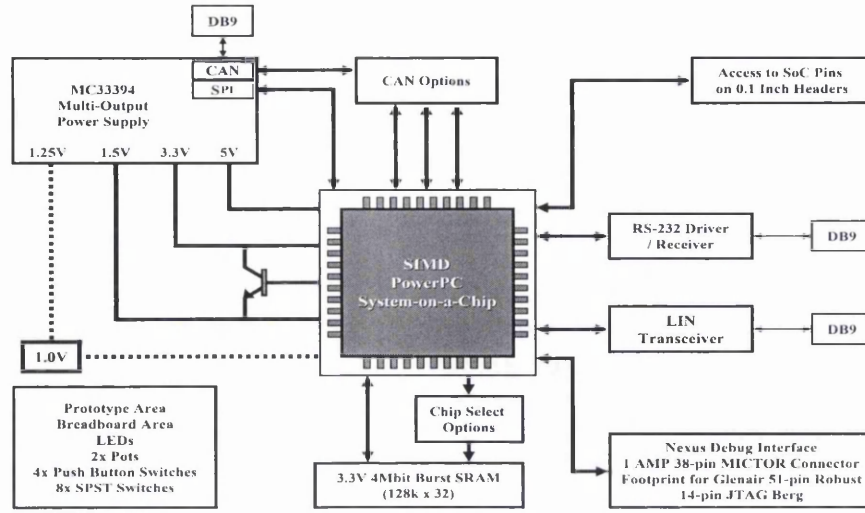 DB9
MC33394
Multi-Output
Power Supply
CAN
SPI
1.25V 1.5V 3.3V 5V
CAN Options
Access to SoC Pins
on 0.1 Inch Headers
SIMD
PowerPC
System-on-a-Chip
RS-232 Driver
/ Receiver
DB9
LIN
Transceiver
DB9
1.0V
Prototype Area
Breadboard Area
LEDs
2x Pots
4x Push Button Switches
8x SPST Switches
Chip Select
Options
3.3V 4Mbit Burst SRAM
(128k x 32)
Nexus Debug Interface
1 AMP 38-pin MICTOR Connector
Footprint for Glenair 51-pin Robust
14-pin JTAG Berg